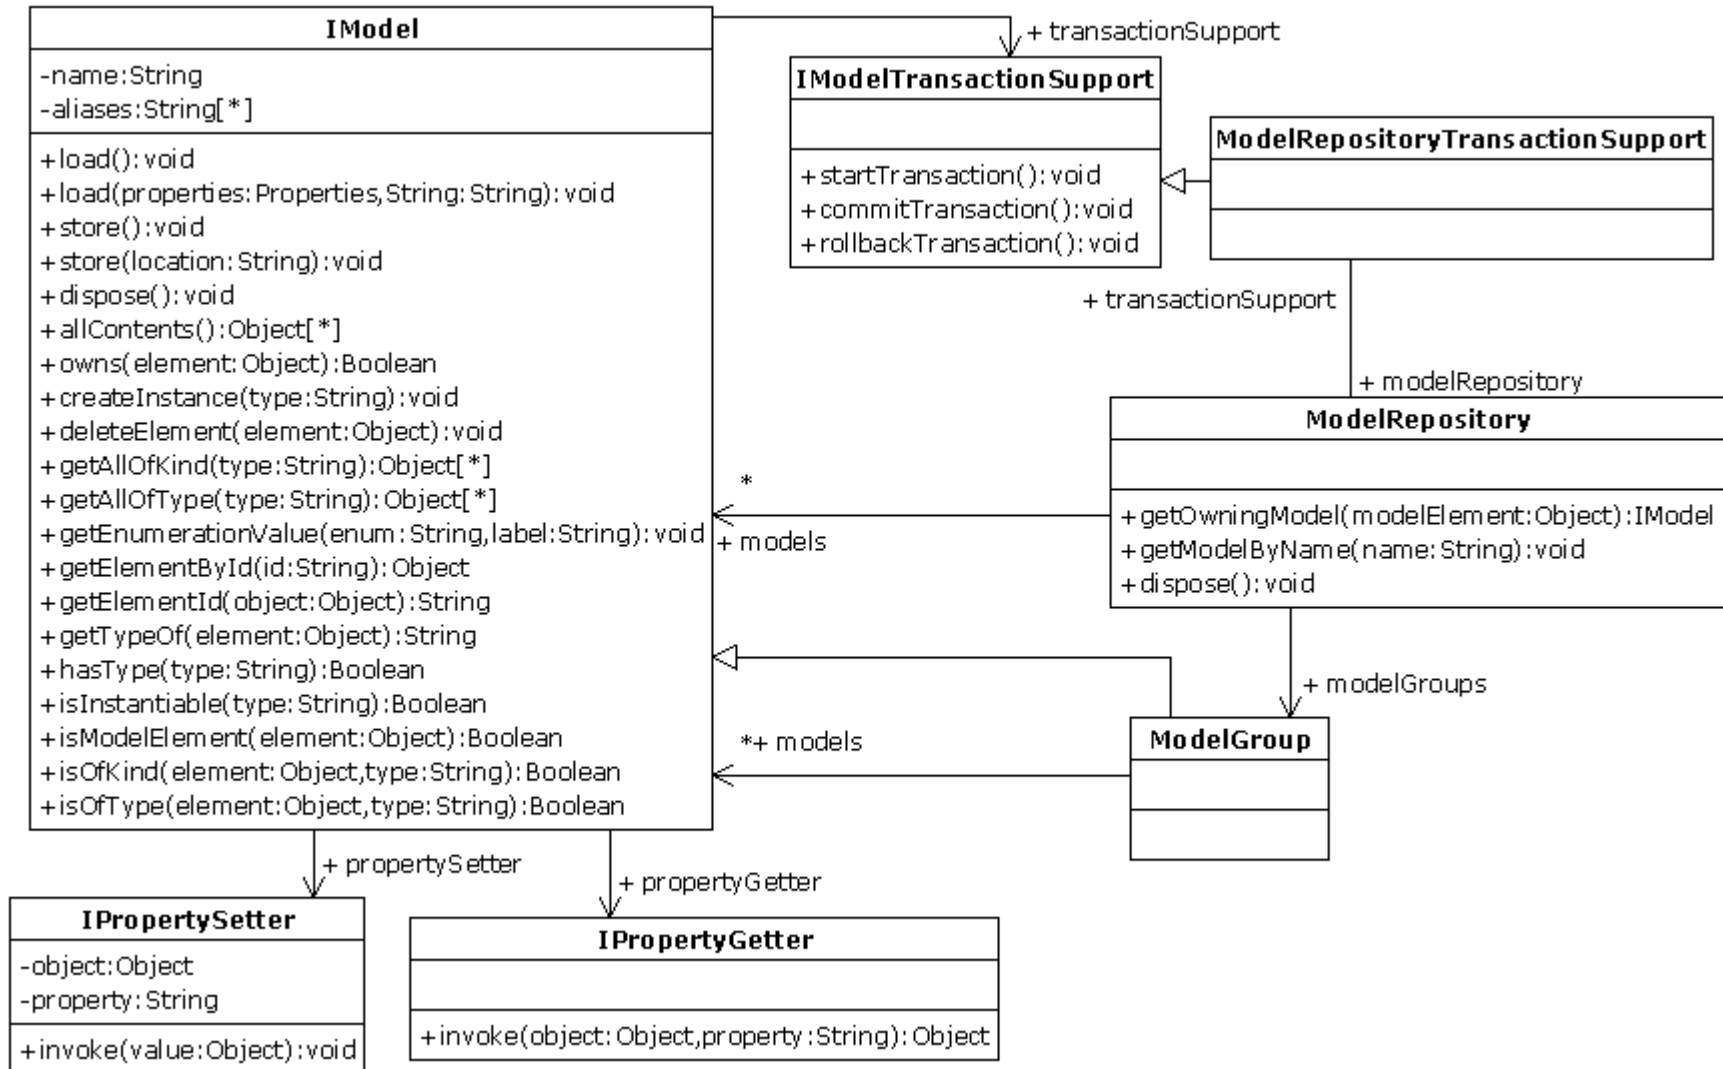 IModel
-name:String
-aliases:String[*]
+load():void
+load(properties:Properties,String:String):void
+store():void
+store(location:String):void
+dispose():void
+allContents():Object[*]
+owns(element:Object):Boolean
+createInstance(type:String):void
+deleteElement(element:Object):void
+getAllOfKind(type:String):Object[*]
+getAllOfType(type:String):Object[*]
+getEnumerationValue(enum:String,label:String):void
+getElementById(id:String):Object
+getElementId(object:Object):String
+getTypeOf(element:Object):String
+hasType(type:String):Boolean
+isInstantiable(type:String):Boolean
+isModelElement(element:Object):Boolean
+isOfKind(element:Object,type:String):Boolean
+isOfType(element:Object,type:String):Boolean
+ transactionSupport
IModelTransactionSupport
+startTransaction():void
+commitTransaction():void
+rollbackTransaction():void
ModelRepositoryTransactionSupport
+ transactionSupport
+ modelRepository
ModelRepository
+getOwningModel(modelElement:Object):IModel
+getModelByName(name:String):void
+dispose():void
*
+ models
+ modelGroups
ModelGroup
*+ models
+ propertySetter
+ propertyGetter
IPropertySetter
-object:Object
-property:String
+invoke(value:Object):void
IPropertyGetter
+invoke(object:Object,property:String):Object